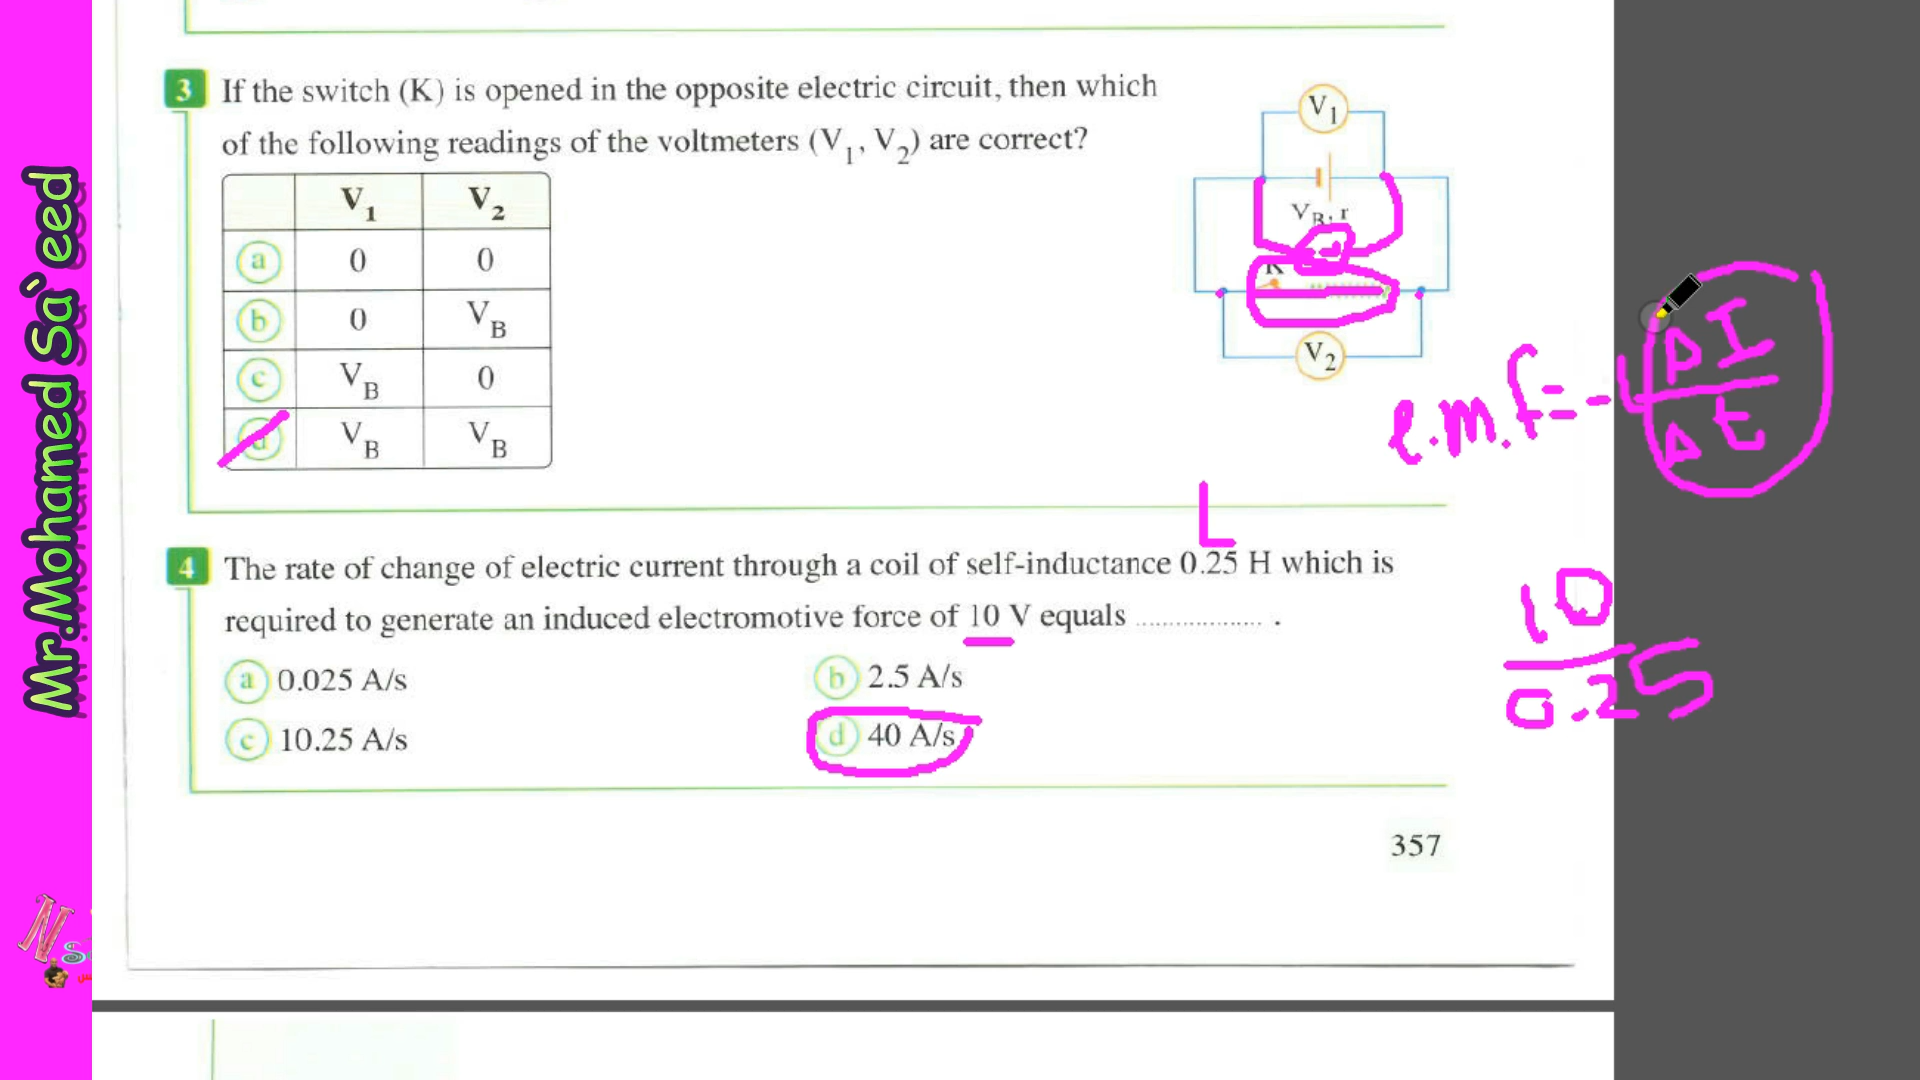 Mr.Mohamed Sa`eed
3 If the switch (K) is opened in the opposite electric circuit, then which
of the following readings of the voltmeters (V1, V2) are correct?
V1 V2
a 0 0
b 0 VB
c VB 0
d VB VB
V1
VB, r
K
V2
e.m.f = - L ΔI
Δt
L
4 The rate of change of electric current through a coil of self-inductance 0.25 H which is
required to generate an induced electromotive force of 10 V equals .................. .
10
0.25
a 0.025 A/s
b 2.5 A/s
c 10.25 A/s
d 40 A/s
357